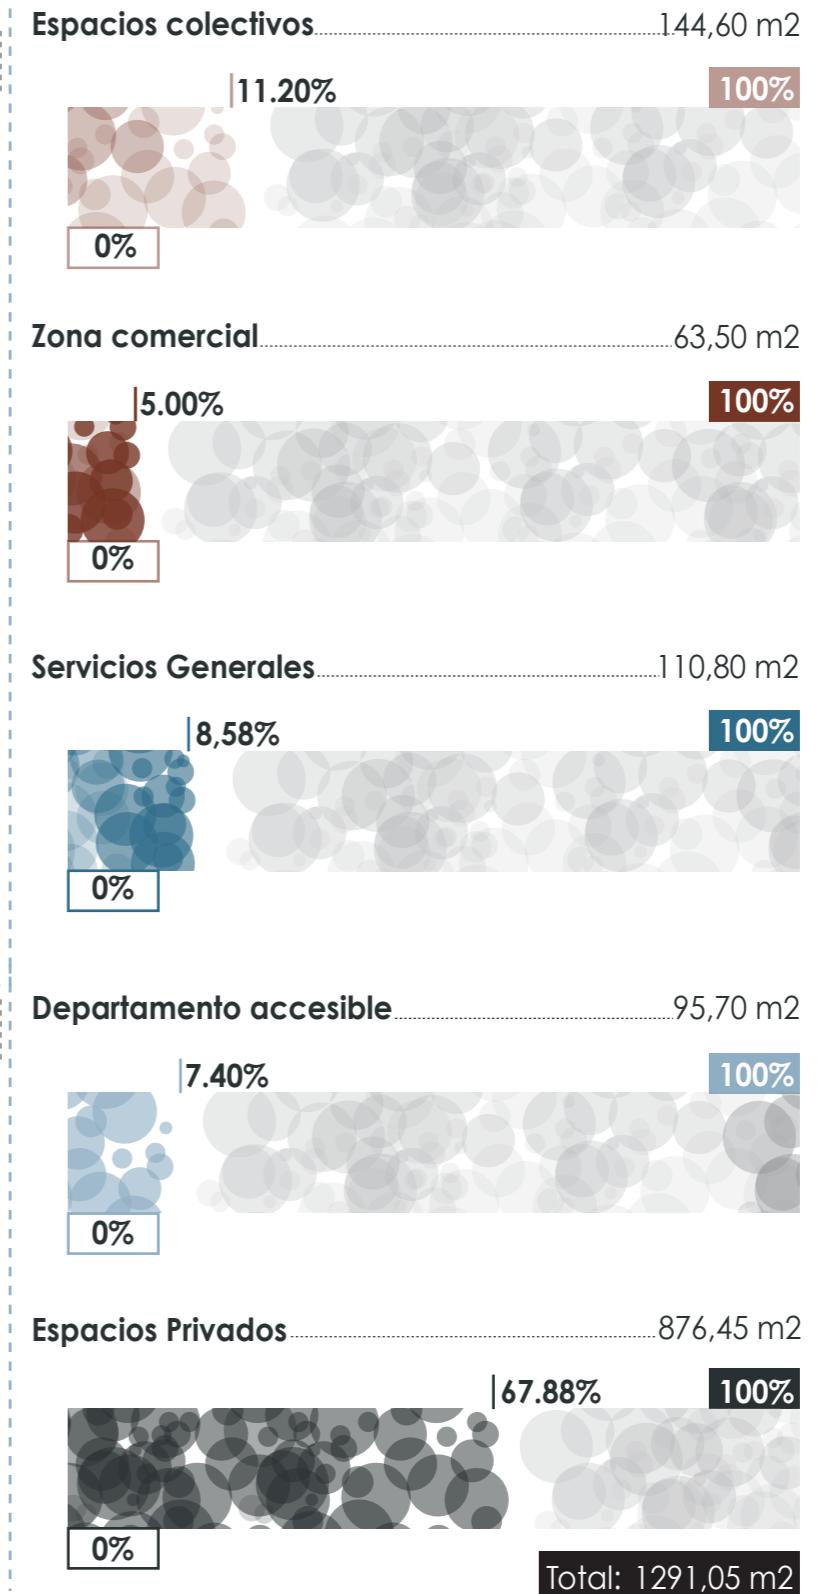 Espacios colectivos 144,60 m2
11.20% 100%
0%
Zona comercial 63,50 m2
5.00% 100%
0%
Servicios Generales 110,80 m2
8,58% 100%
0%
Departamento accesible 95,70 m2
7.40% 100%
0%
Espacios Privados 876,45 m2
67.88% 100%
0%
Total: 1291,05 m2